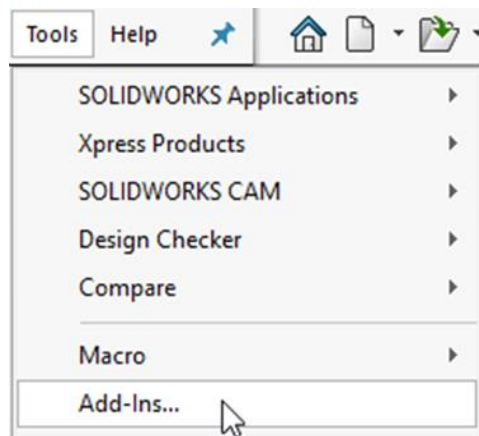 Tools Help
SOLIDWORKS Applications
Xpress Products
SOLIDWORKS CAM
Design Checker
Compare
Macro
Add-Ins...